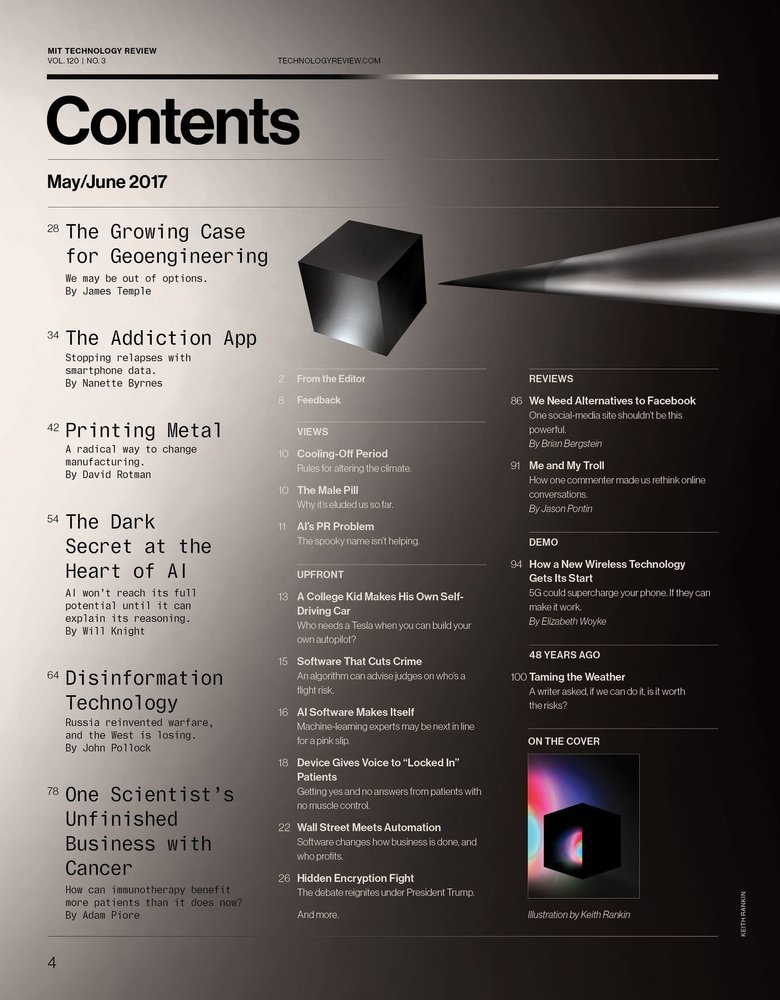 MIT TECHNOLOGY REVIEW
VOL. 120 | NO. 3
TECHNOLOGYREVIEW.COM
Contents
May/June 2017
28 The Growing Case
for Geoengineering
We may be out of options.
By James Temple
34 The Addiction App
Stopping relapses with
smartphone data.
By Nanette Byrnes
42 Printing Metal
A radical way to change
manufacturing.
By David Rotman
54 The Dark
Secret at the
Heart of AI
AI won't reach its full
potential until it can
explain its reasoning.
By Will Knight
64 Disinformation
Technology
Russia reinvented warfare,
and the West is losing.
By John Pollock
78 One Scientist's
Unfinished
Business with
Cancer
How can immunotherapy benefit
more patients than it does now?
By Adam Piore
2 From the Editor
8 Feedback
VIEWS
10 Cooling-Off Period
Rules for altering the climate.
10 The Male Pill
Why it's eluded us so far.
11 AI's PR Problem
The spooky name isn't helping.
UPFRONT
13 A College Kid Makes His Own Self-
Driving Car
Who needs a Tesla when you can build your
own autopilot?
15 Software That Cuts Crime
An algorithm can advise judges on who's a
flight risk.
16 AI Software Makes Itself
Machine-learning experts may be next in line
for a pink slip.
18 Device Gives Voice to “Locked In”
Patients
Getting yes and no answers from patients with
no muscle control.
22 Wall Street Meets Automation
Software changes how business is done, and
who profits.
26 Hidden Encryption Fight
The debate reignites under President Trump.
And more.
REVIEWS
86 We Need Alternatives to Facebook
One social-media site shouldn't be this
powerful.
By Brian Bergstein
91 Me and My Troll
How one commenter made us rethink online
conversations.
By Jason Pontin
DEMO
94 How a New Wireless Technology
Gets Its Start
5G could supercharge your phone. If they can
make it work.
By Elizabeth Woyke
48 YEARS AGO
100 Taming the Weather
A writer asked, if we can do it, is it worth
the risks?
ON THE COVER
Illustration by Keith Rankin
KEITH RANKIN
4